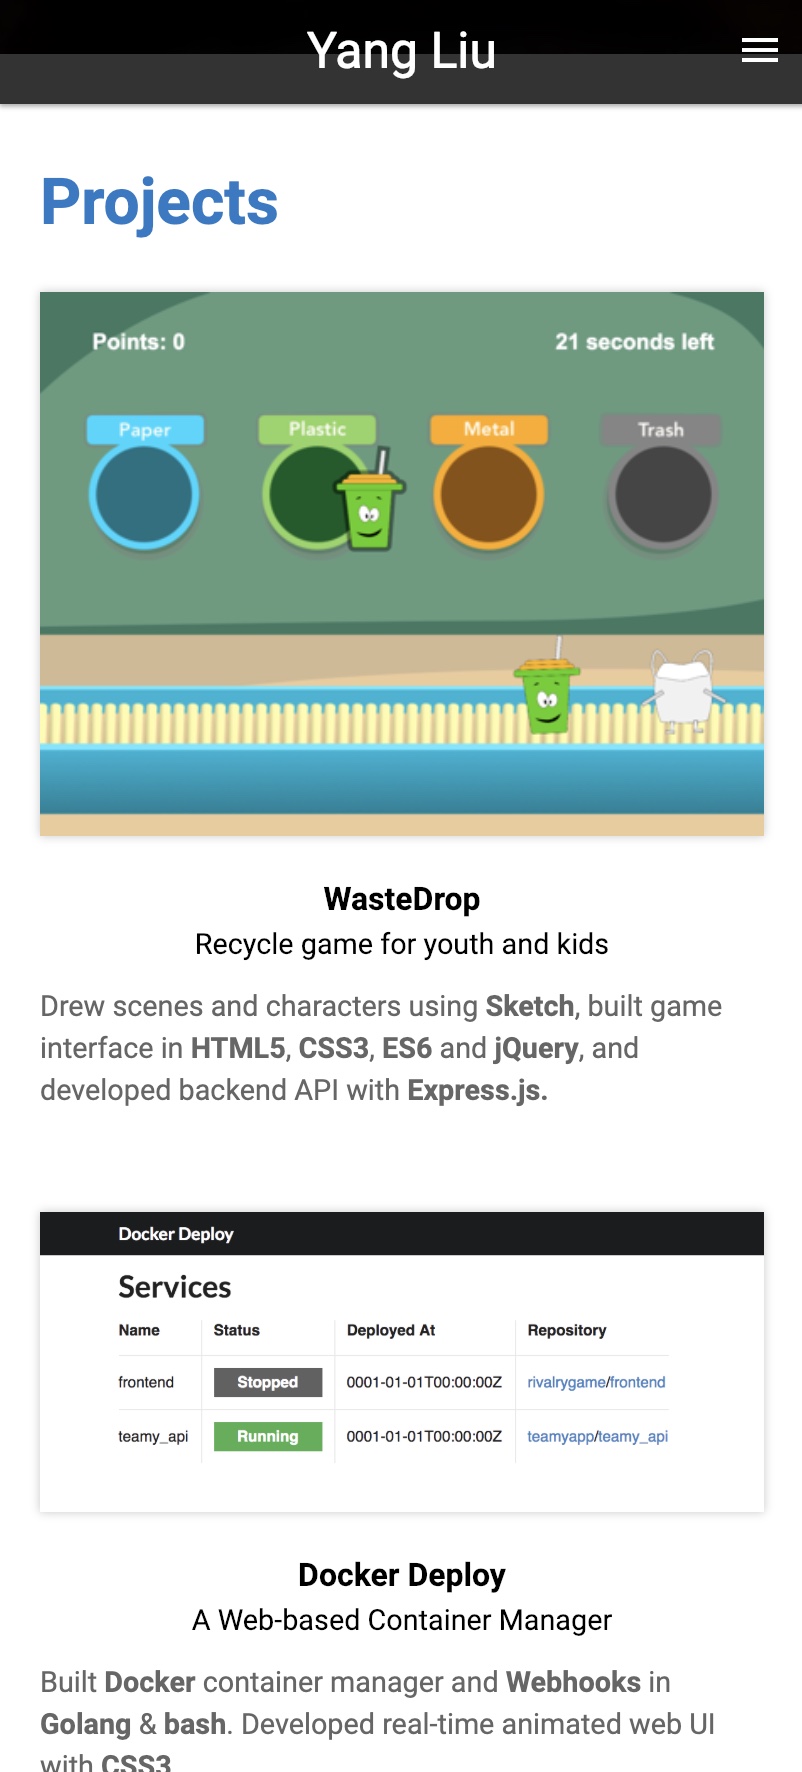 Yang Liu
Projects
Points: 0 21 seconds left
Paper Plastic Metal Trash
WasteDrop
Recycle game for youth and kids
Drew scenes and characters using Sketch, built game
interface in HTML5, CSS3, ES6 and jQuery, and
developed backend API with Express.js.
Docker Deploy
Services
Name Status Deployed At Repository
frontend Stopped 0001-01-01T00:00:00Z rivalrygame/frontend
teamy_api Running 0001-01-01T00:00:00Z teamyapp/teamy_api
Docker Deploy
A Web-based Container Manager
Built Docker container manager and Webhooks in
Golang & bash. Developed real-time animated web UI
with CSS3